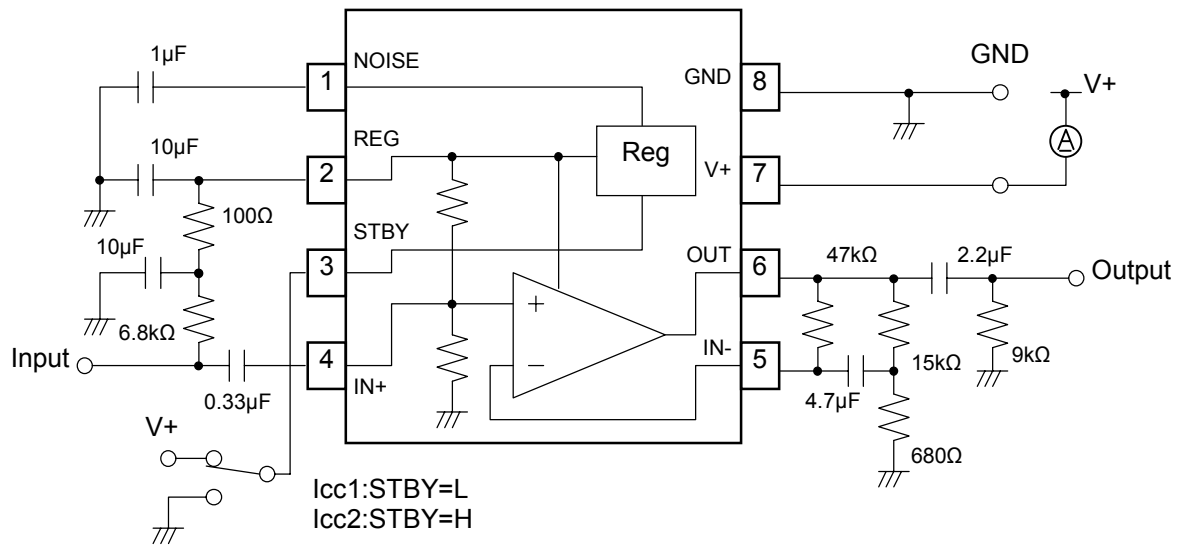 1µF
1
NOISE
10µF
2
REG
100Ω
10µF
3
STBY
6.8kΩ
Input
4
IN+
0.33µF
V+
Icc1:STBY=L
Icc2:STBY=H
Reg
+
−
GND
8
GND
V+
A
V+
7
OUT
6
47kΩ
2.2µF
Output
IN-
5
15kΩ
9kΩ
4.7µF
680Ω